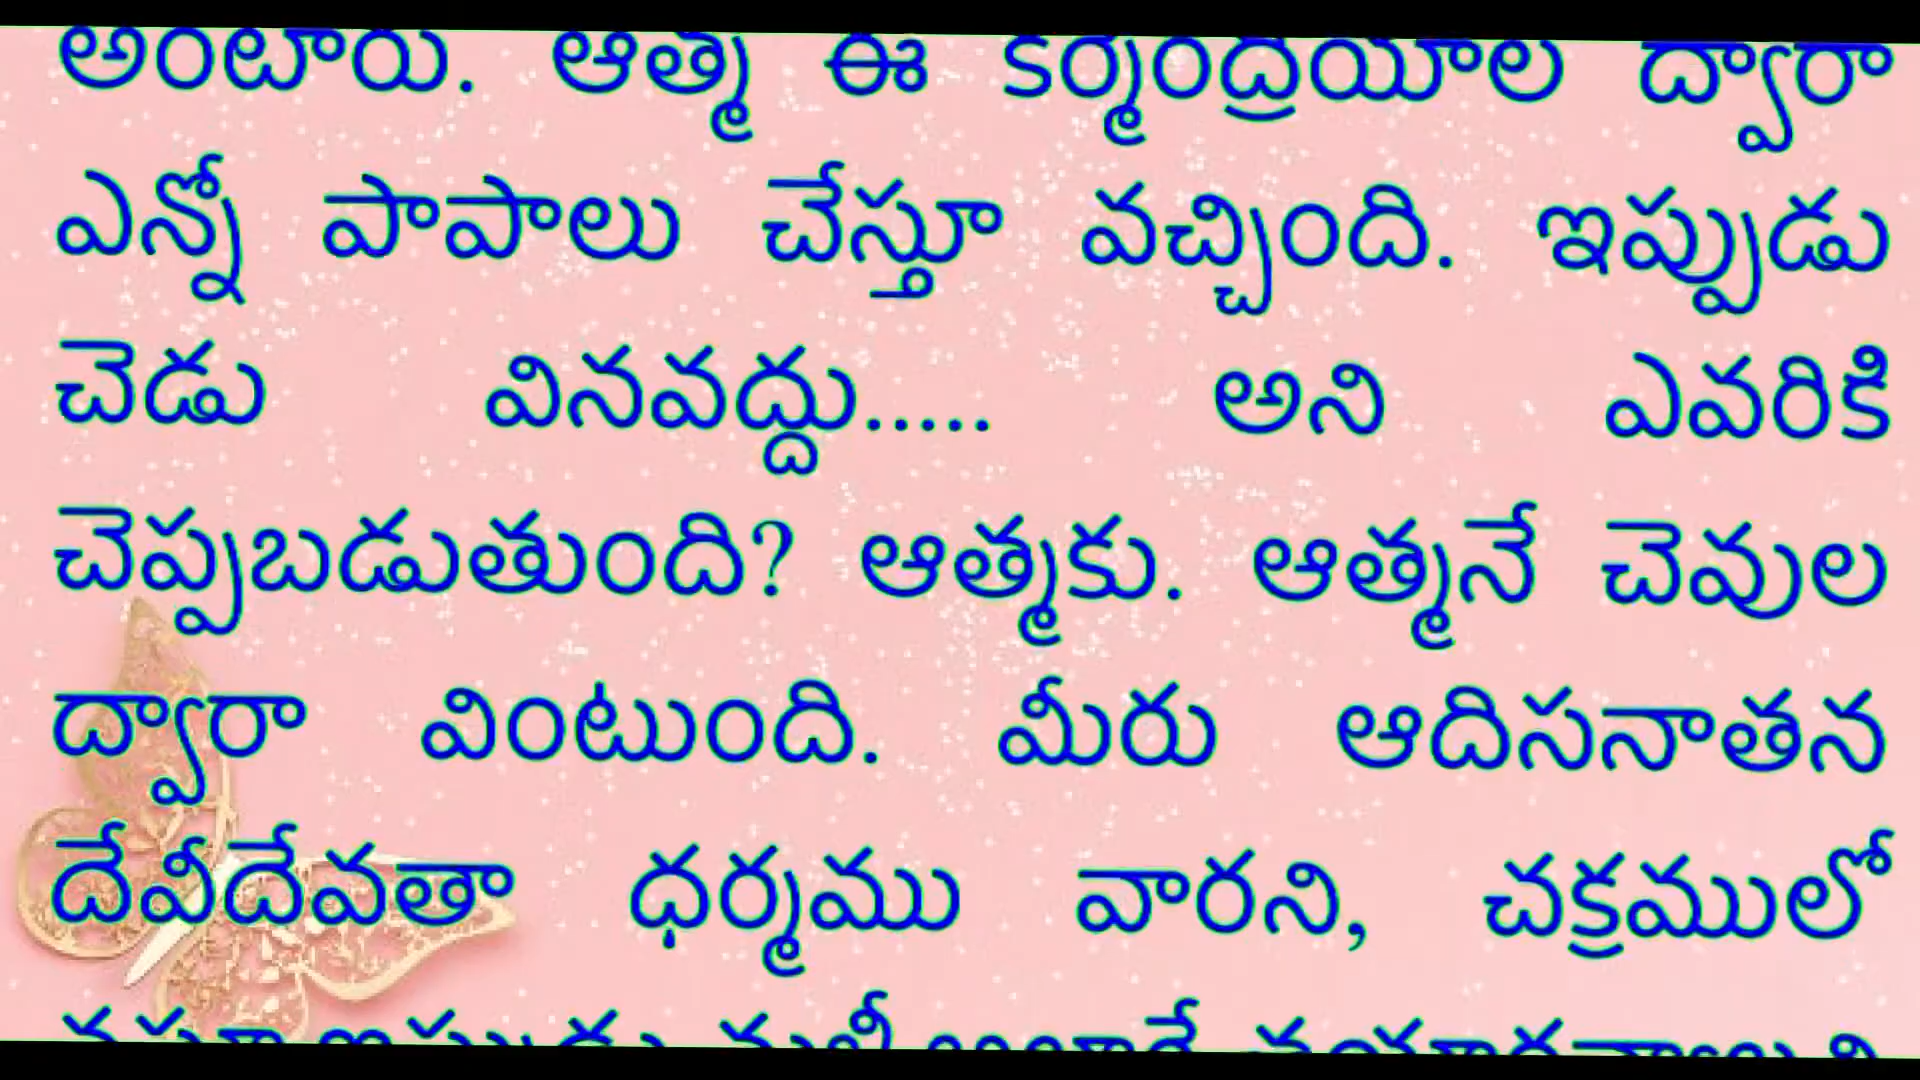 అంటారు. ఆత్మ ఈ కర్మేంద్రియాల ద్వారా
ఎన్నో పాపాలు చేస్తూ వచ్చింది. ఇప్పుడు
చెడు వినవద్దు..... అని ఎవరికి
చెప్పబడుతుంది? ఆత్మకు. ఆత్మనే చెవుల
ద్వారా వింటుంది. మీరు ఆదిసనాతన
దేవీదేవతా ధర్మము వారని, చక్రములో